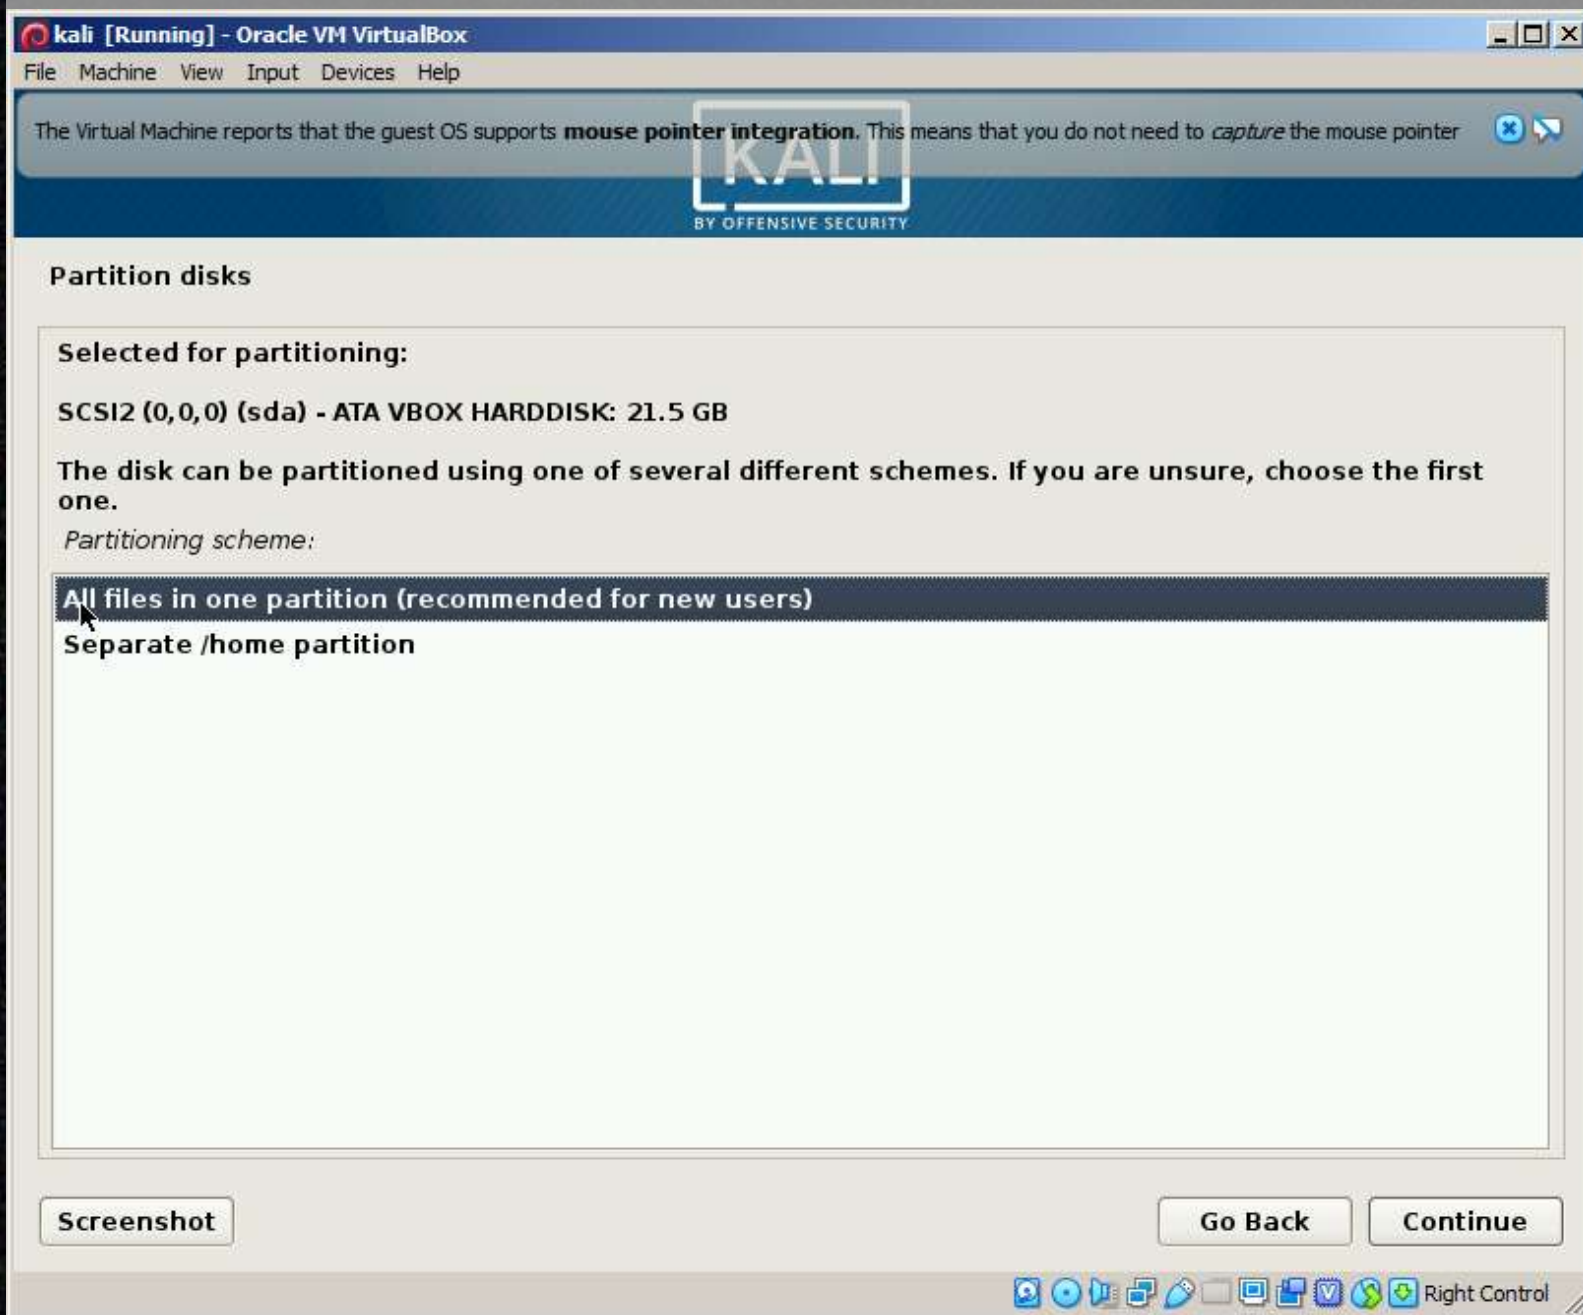 kali [Running] - Oracle VM VirtualBox
File Machine View Input Devices Help
The Virtual Machine reports that the guest OS supports mouse pointer integration. This means that you do not need to capture the mouse pointer
KALI
BY OFFENSIVE SECURITY
Partition disks
Selected for partitioning:
SCSI2 (0,0,0) (sda) - ATA VBOX HARDDISK: 21.5 GB
The disk can be partitioned using one of several different schemes. If you are unsure, choose the first
one.
Partitioning scheme:
All files in one partition (recommended for new users)
Separate /home partition
Screenshot
Go Back
Continue
Right Control